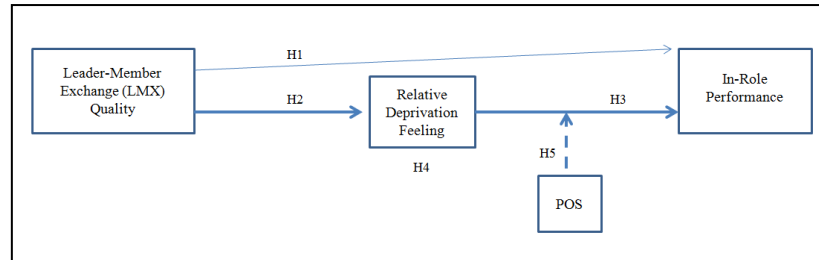 H1
Leader-Member
Exchange (LMX)
Quality
H2
Relative
Deprivation
Feeling
H3
In-Role
Performance
H4
H5
POS